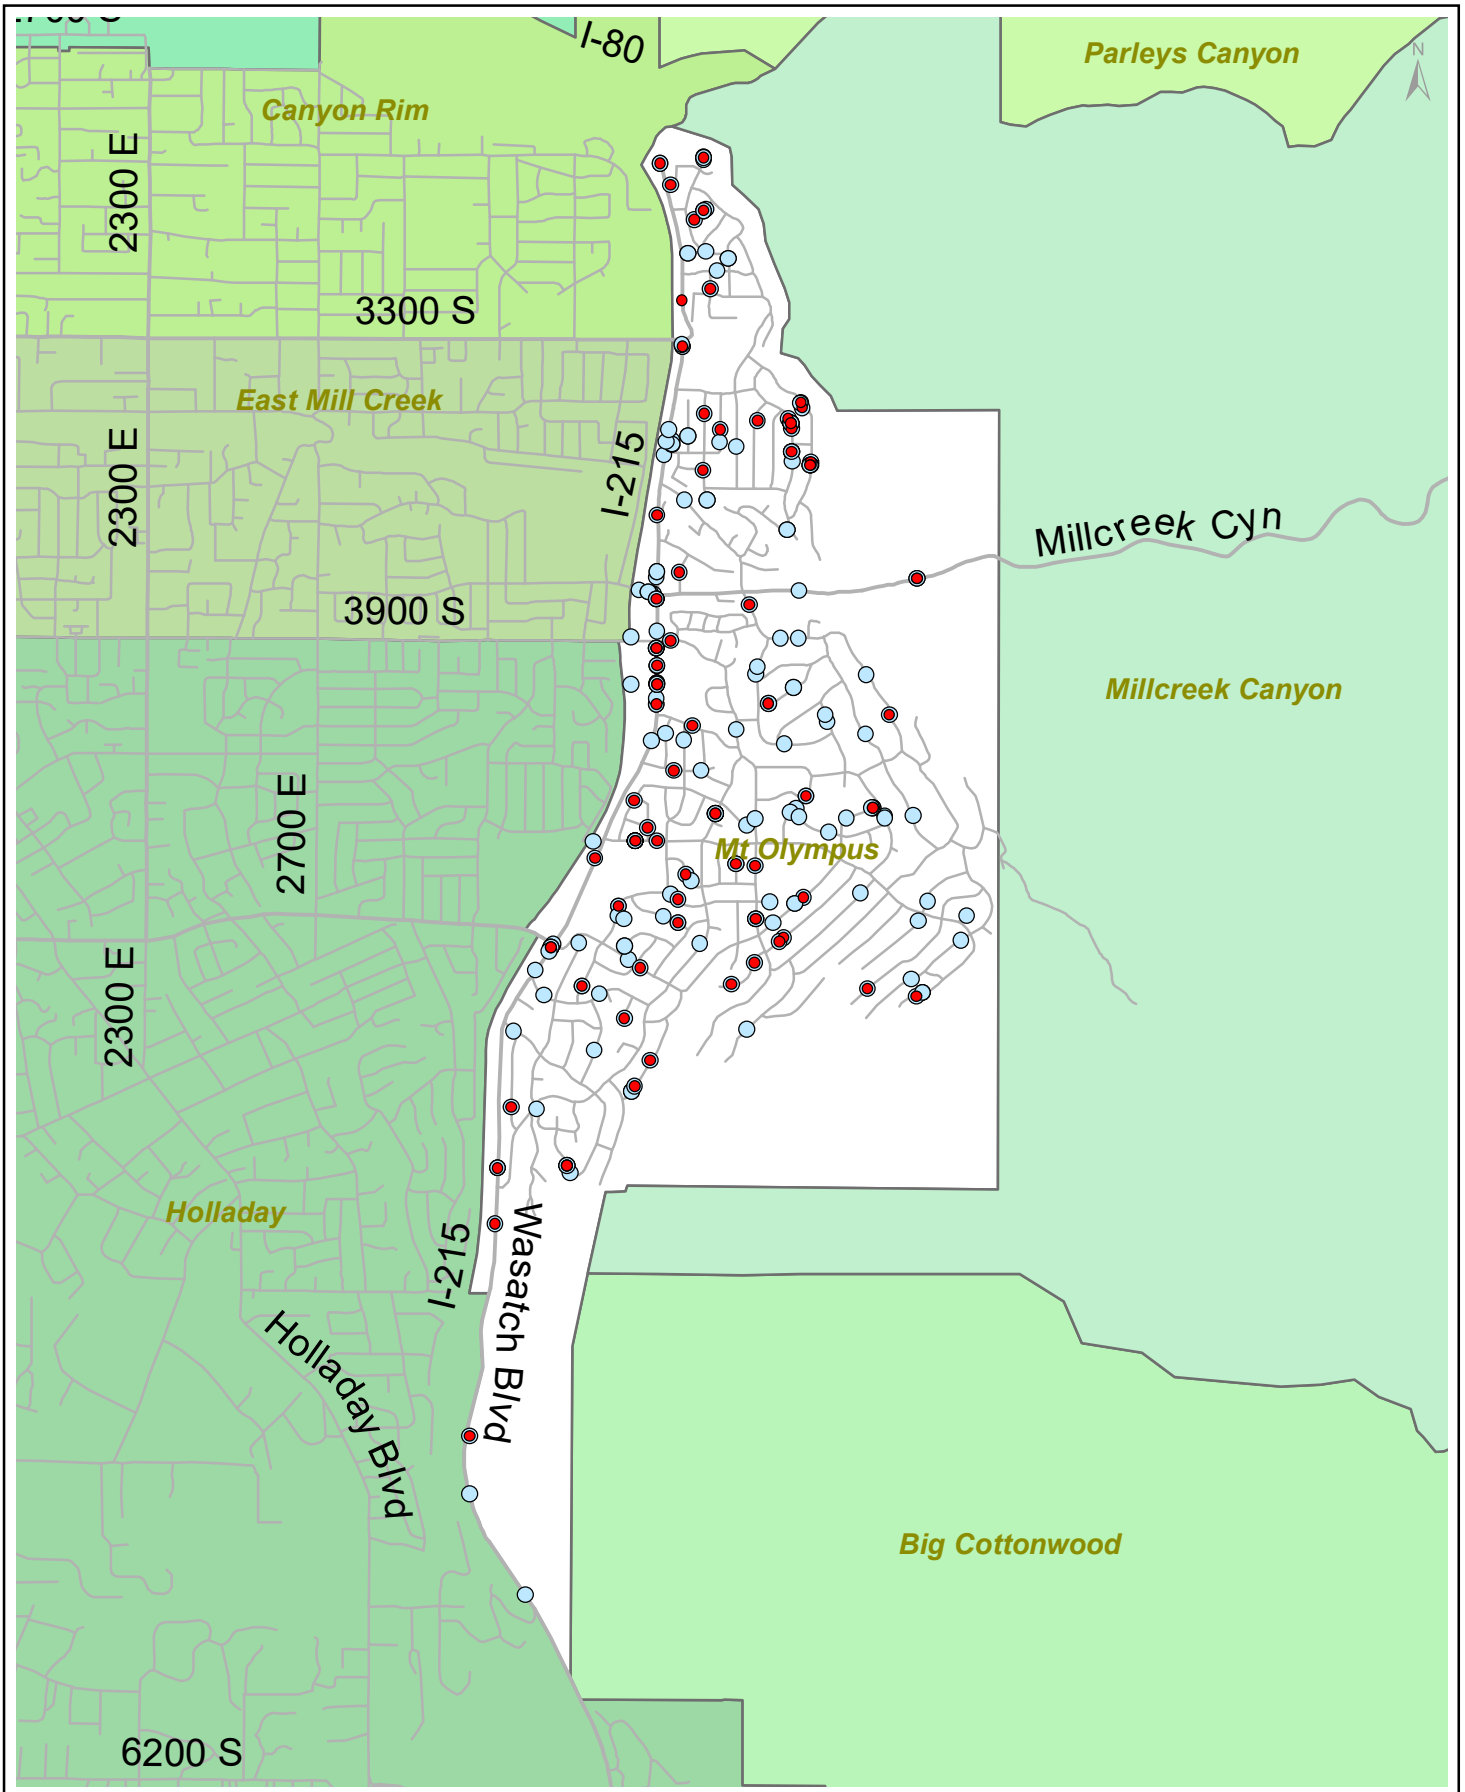 I-80
Parleys Canyon
N
Canyon Rim
2300 E
3300 S
East Mill Creek
I-215
2300 E
Millcreek Cyn
3900 S
Millcreek Canyon
2700 E
Mt Olympus
2300 E
Holladay
I-215
Wasatch Blvd
Holladay Blvd
Big Cottonwood
6200 S